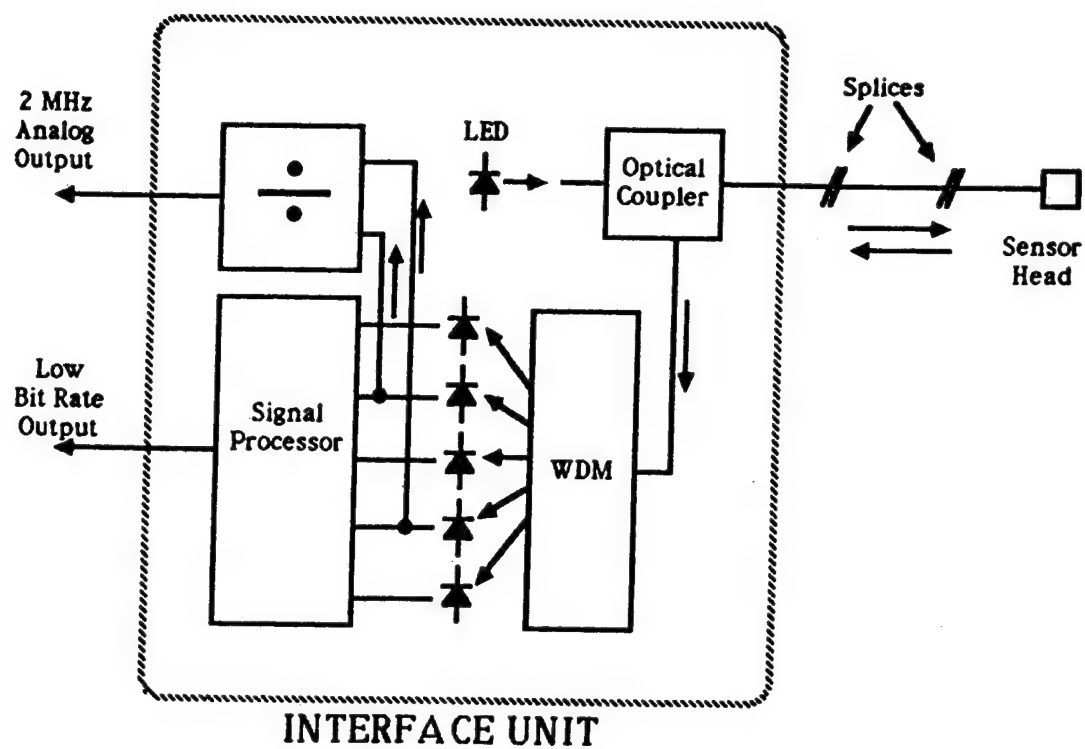 2 MHz
Analog
Output
LED
Optical
Coupler
Splices
Sensor
Head
Low
Bit Rate
Output
Signal
Processor
WDM
INTERFACE UNIT